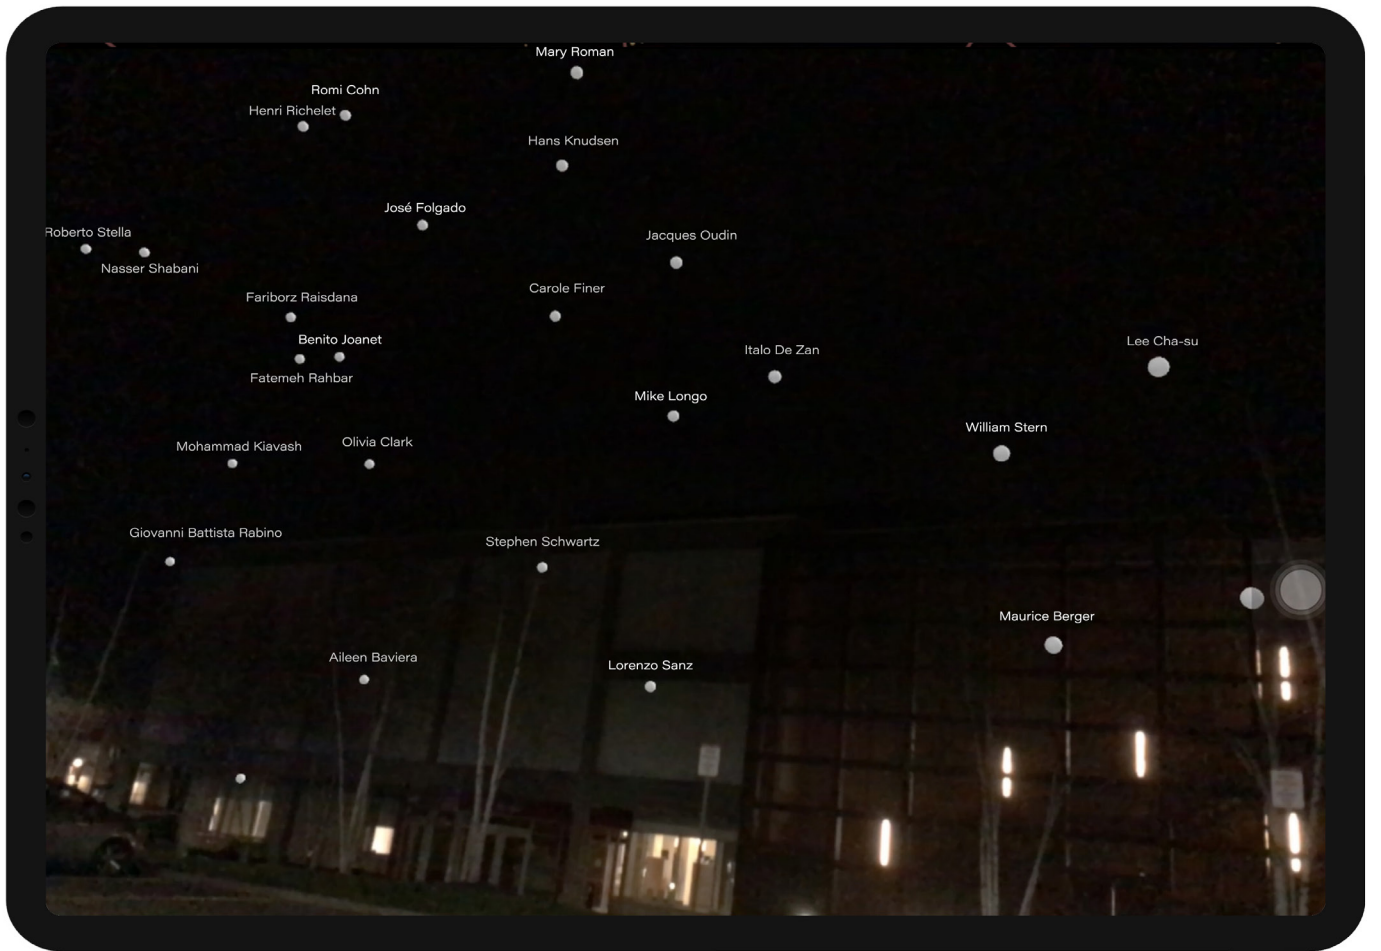 Mary Roman
Romi Cohn
Henri Richelet
Hans Knudsen
José Folgado
Roberto Stella
Jacques Oudin
Nasser Shabani
Carole Finer
Fariborz Raisdana
Benito Joanet
Lee Cha-su
Italo De Zan
Fatemeh Rahbar
Mike Longo
William Stern
Olivia Clark
Mohammad Kiavash
Giovanni Battista Rabino
Stephen Schwartz
Maurice Berger
Aileen Baviera
Lorenzo Sanz